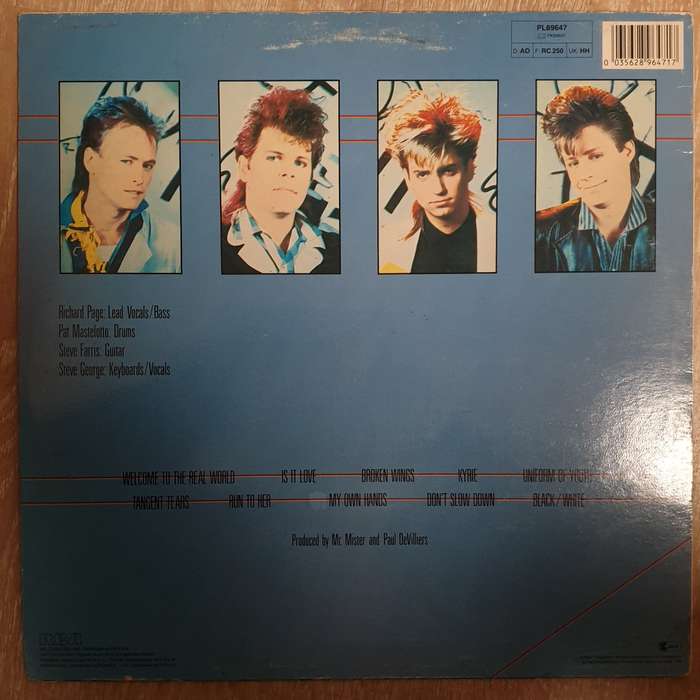 PL89647
D: AD F: RC 250 UK: HH
0 035628 964717
Richard Page: Lead Vocals/Bass
Pat Mastelotto: Drums
Steve Farris: Guitar
Steve George: Keyboards/Vocals
WELCOME TO THE REAL WORLD IS IT LOVE BROKEN WINGS KYRIE UNIFORM OF YOUTH
TANGENT TEARS RUN TO HER MY OWN HANDS DON'T SLOW DOWN BLACK/WHITE
Produced by Mr. Mister and Paul DeVilliers
RCA